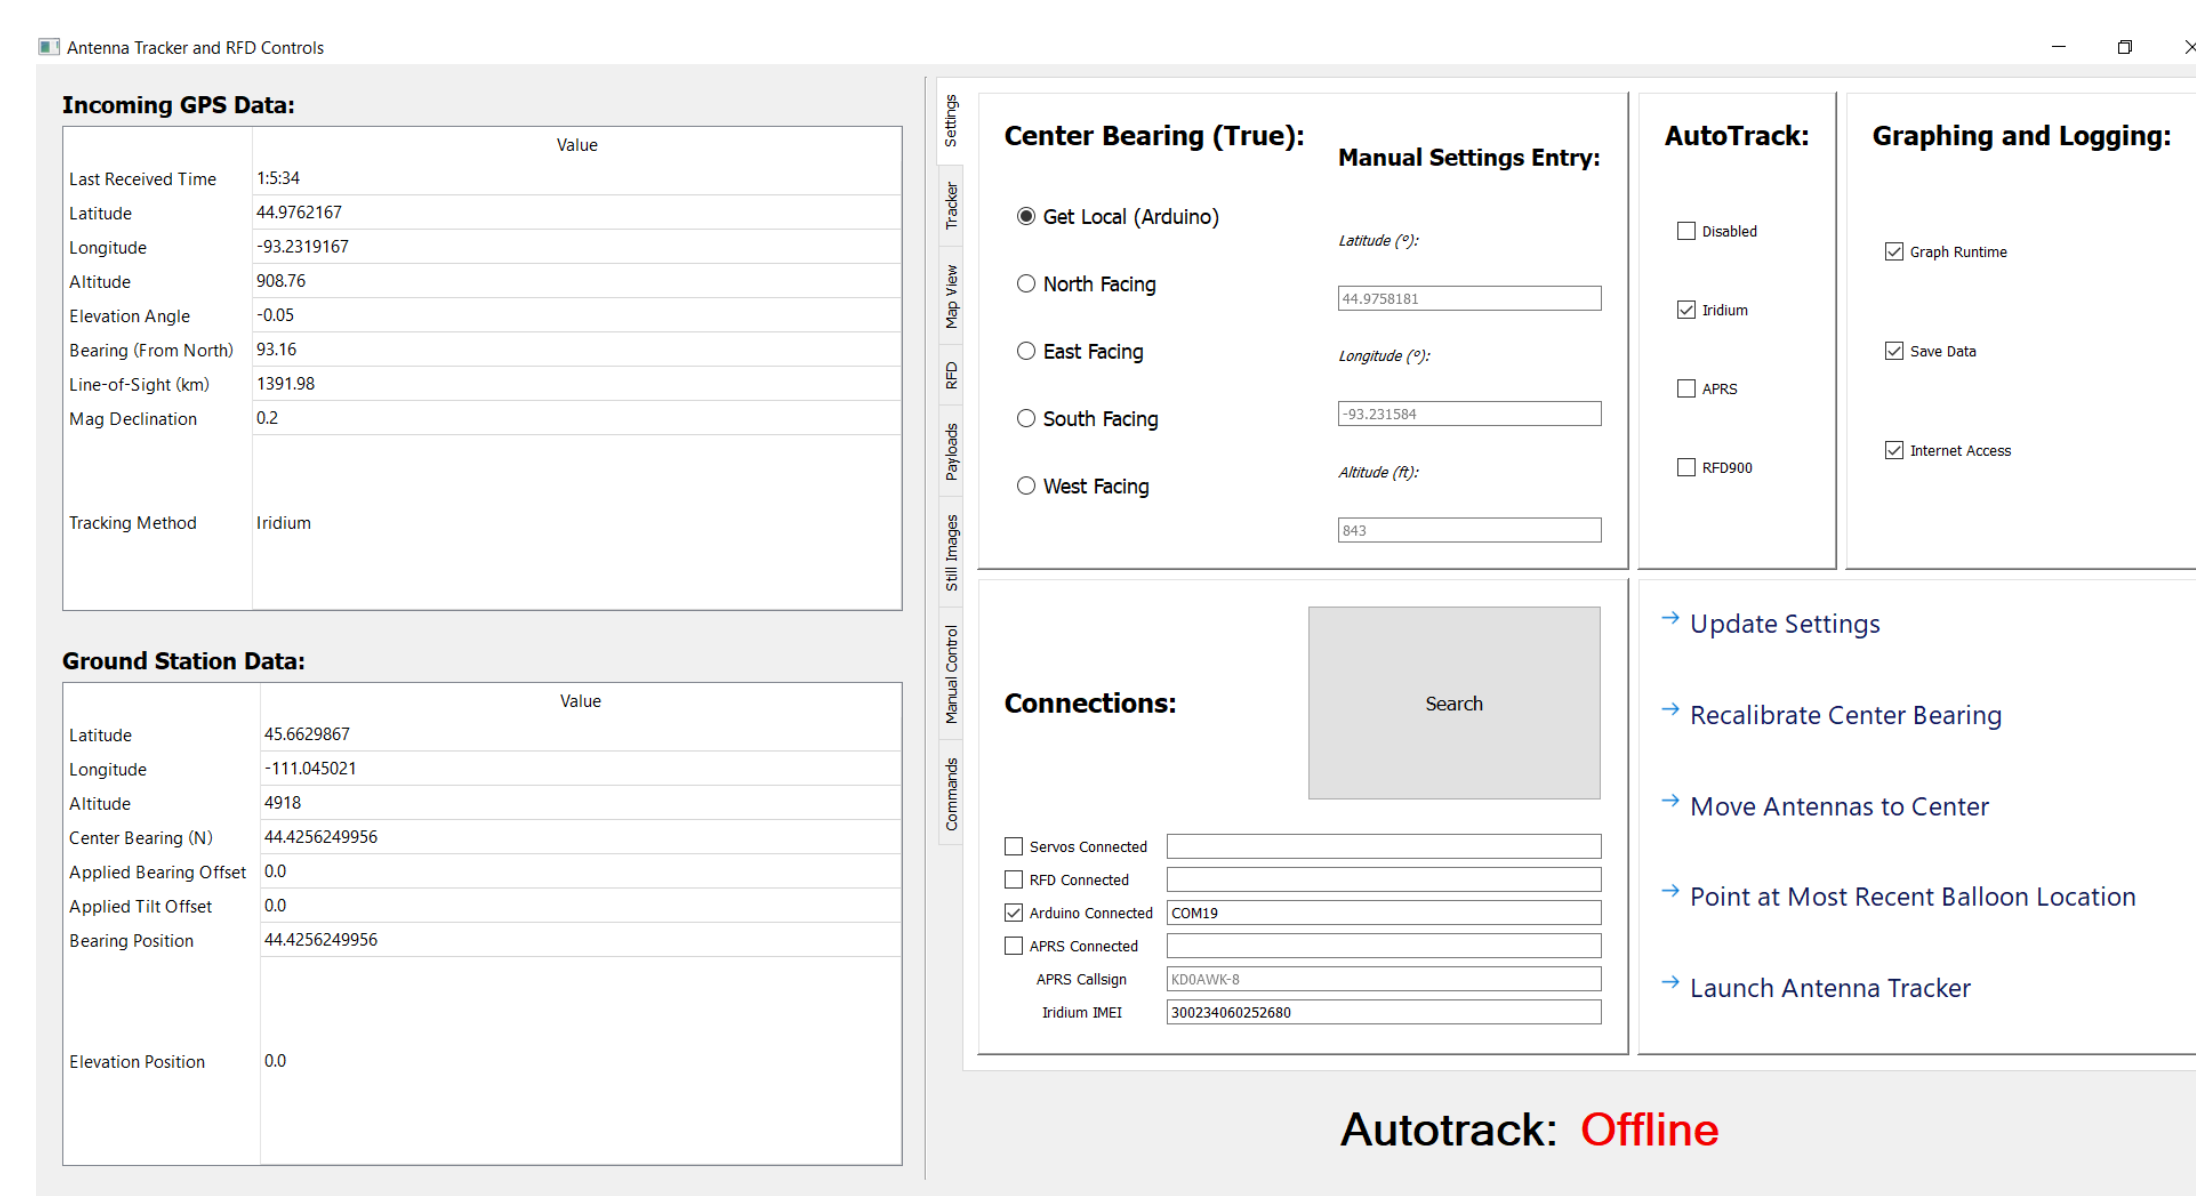 Antenna Tracker and RFD Controls
Incoming GPS Data:
Value
Last Received Time 1:5:34
Latitude 44.9762167
Longitude -93.2319167
Altitude 908.76
Elevation Angle -0.05
Bearing (From North) 93.16
Line-of-Sight (km) 1391.98
Mag Declination 0.2
Tracking Method Iridium
Ground Station Data:
Value
Latitude 45.6629867
Longitude -111.045021
Altitude 4918
Center Bearing (N) 44.4256249956
Applied Bearing Offset 0.0
Applied Tilt Offset 0.0
Bearing Position 44.4256249956
Elevation Position 0.0
Settings
Tracker
Map View
RFD
Payloads
Still Images
Manual Control
Commands
Center Bearing (True):
Get Local (Arduino)
North Facing
East Facing
South Facing
West Facing
Manual Settings Entry:
Latitude (º):
44.9758181
Longitude (º):
-93.231584
Altitude (ft):
843
AutoTrack:
Disabled
Iridium
APRS
RFD900
Graphing and Logging:
Graph Runtime
Save Data
Internet Access
Connections:
Search
Servos Connected
RFD Connected
Arduino Connected COM19
APRS Connected
APRS Callsign KD0AWK-8
Iridium IMEI 300234060252680
Update Settings
Recalibrate Center Bearing
Move Antennas to Center
Point at Most Recent Balloon Location
Launch Antenna Tracker
Autotrack: Offline